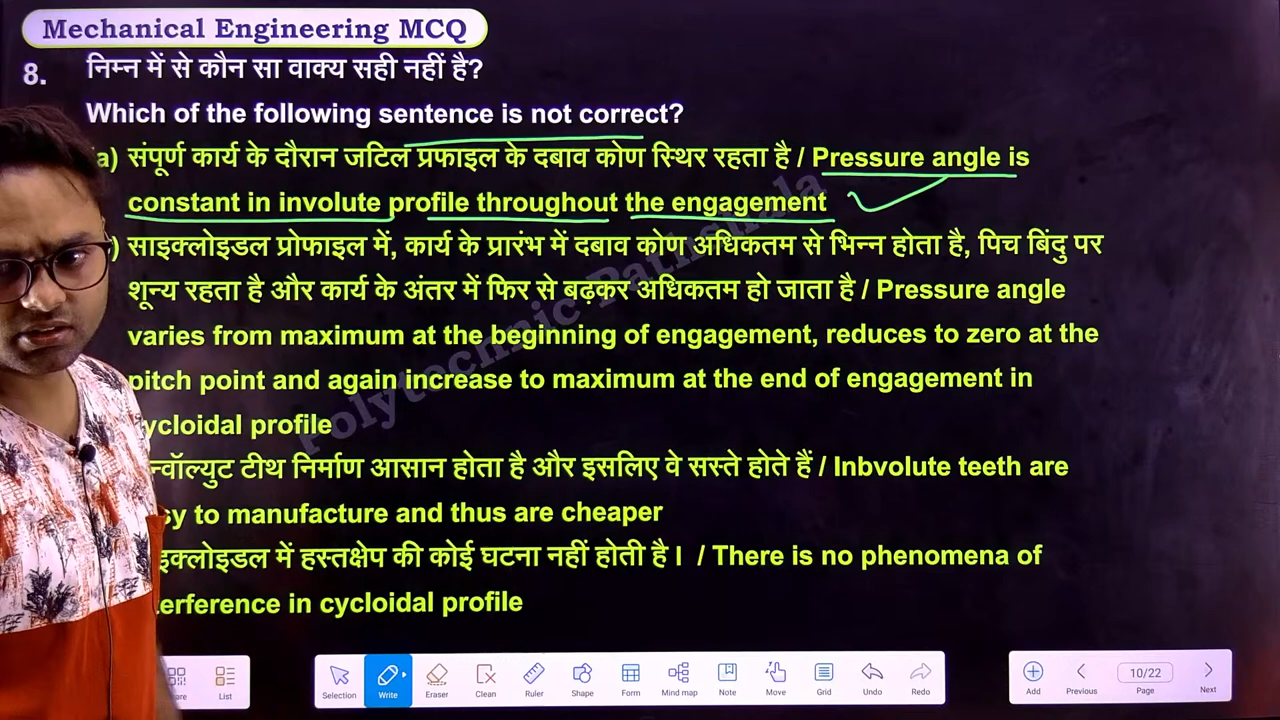 Mechanical Engineering MCQ
8. निम्न में से कौन सा वाक्य सही नहीं है?
Which of the following sentence is not correct?
a) संपूर्ण कार्य के दौरान जटिल प्रफाइल के दबाव कोण स्थिर रहता है / Pressure angle is
constant in involute profile throughout the engagement
) साइक्लोइडल प्रोफाइल में, कार्य के प्रारंभ में दबाव कोण अधिकतम से भिन्न होता है, पिच बिंदु पर
शून्य रहता है और कार्य के अंतर में फिर से बढ़कर अधिकतम हो जाता है / Pressure angle
varies from maximum at the beginning of engagement, reduces to zero at the
pitch point and again increase to maximum at the end of engagement in
ycloidal profile
न्वॉल्युट टीथ निर्माण आसान होता है और इसलिए वे सस्ते होते हैं / Inbvolute teeth are
sy to manufacture and thus are cheaper
इक्लोइडल में हस्तक्षेप की कोई घटना नहीं होती है I / There is no phenomena of
erference in cycloidal profile
Polytechnic Pathshala
are List Selection Write Eraser Clean Ruler Shape Form Mind map Note Move Grid Undo Redo Add Previous 10/22 Page Next